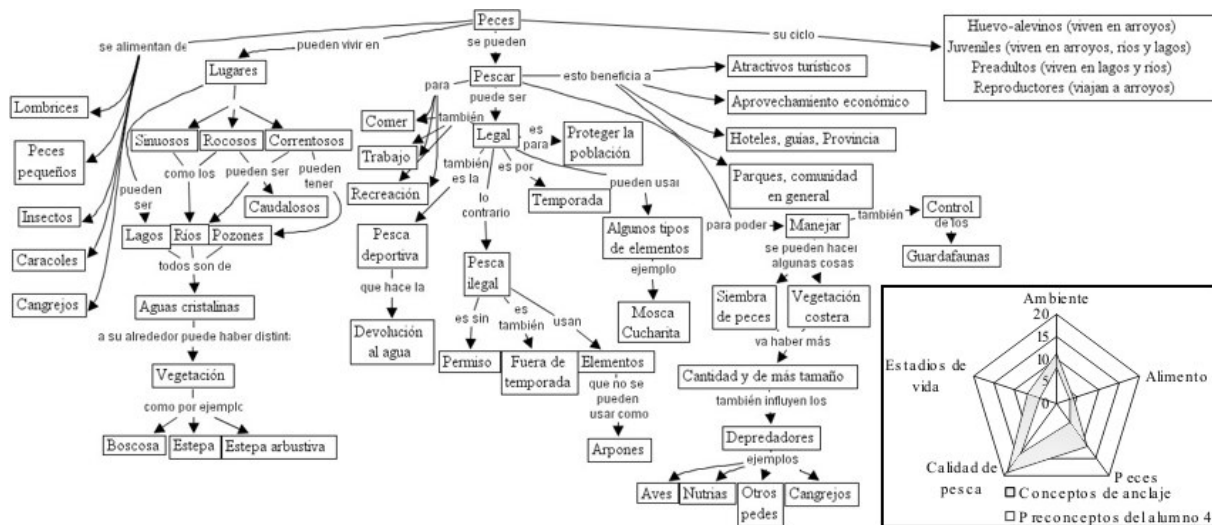 Peces
se alimentan de
pueden vivir en
se pueden
su ciclo
Huevo-alevinos (viven en arroyos)
Juveniles (viven en arroyos, ríos y lagos)
Preadultos (viven en lagos y ríos)
Reproductores (viajan a arroyos)
Lugares
Pescar
esto beneficia a
Atractivos turísticos
para
puede ser
Lombrices
Comer
también
Legal
es para
Proteger la población
Aprovechamiento económico
Sinuosos
Rocosos
Correntosos
Trabajo
Hoteles, guías, Provincia
Peces pequeños
como los
pueden ser
pueden tener
Recreación
también es la
es por
pueden usar
Parques, comunidad en general
pueden ser
Caudalosos
lo contrario
Temporada
Insectos
Lagos
Ríos
Pozones
Pesca deportiva
Algunos tipos de elementos
para poder
Manejar
también
Control
de los
Guardafaunas
Caracoles
todos son de
Pesca ilegal
ejemplo
se pueden hacer algunas cosas
Cangrejos
Aguas cristalinas
que hace la
Mosca
Cucharita
Siembra de peces
Vegetación costera
a su alrededor puede haber distint
Devolución al agua
es sin
es también
usan
va haber más
Vegetación
Permiso
Fuera de temporada
Elementos
Cantidad y de más tamaño
como por ejemplo
que no se pueden usar como
también influyen los
Boscosa
Estepa
Estepa arbustiva
Arpones
Depredadores
ejemplos
Aves
Nutrias
Otros pedes
Cangrejos
Ambiente
20
15
10
5
0
Estadios de vida
Alimento
Calidad de pesca
Peces
Conceptos de anclaje
Preconceptos del alumno 4